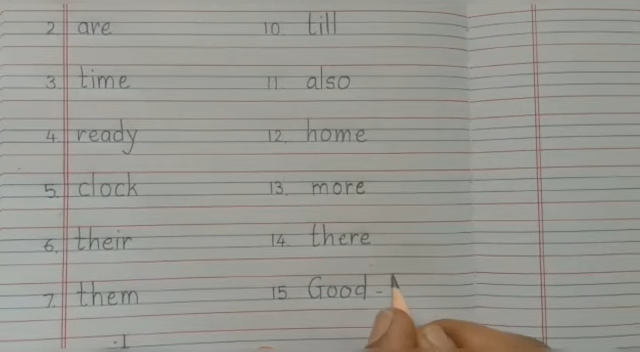 2. are
3. time
4. ready
5. clock
6. their
7. them
10. till
11. also
12. home
13. more
14. there
15. Good -